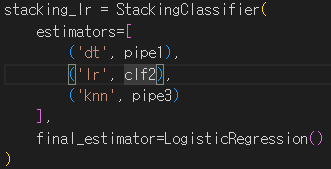 stacking_lr = StackingClassifier(
    estimators=[
        ('dt', pipe1),
        ('lr', clf2),
        ('knn', pipe3)
    ],
    final_estimator=LogisticRegression()
)